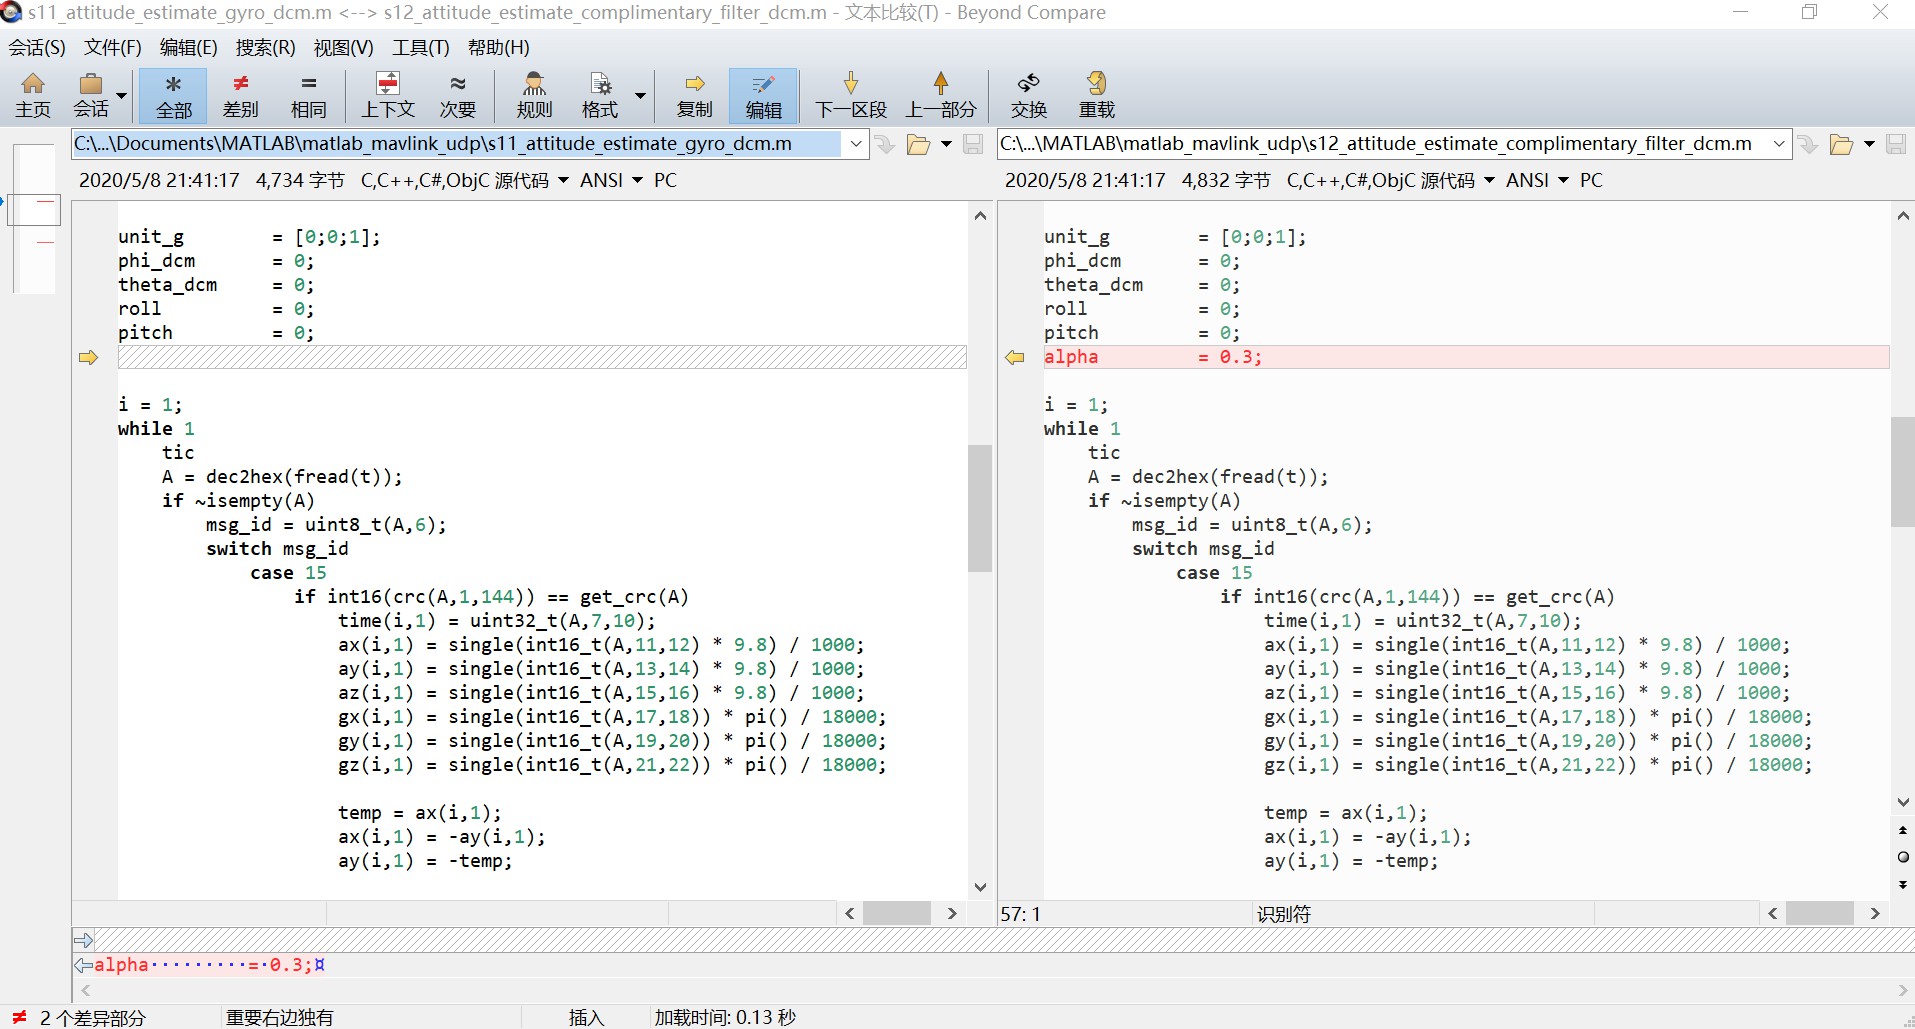 s11_attitude_estimate_gyro_dcm.m <--> s12_attitude_estimate_complimentary_filter_dcm.m - 文本比较(T) - Beyond Compare
会话(S) 文件(F) 编辑(E) 搜索(R) 视图(V) 工具(T) 帮助(H)
主页 会话 全部 差别 相同 上下文 次要 规则 格式 复制 编辑 下一区段 上一部分 交换 重载
C:\...\Documents\MATLAB\matlab_mavlink_udp\s11_attitude_estimate_gyro_dcm.m
2020/5/8 21:41:17 4,734 字节 C,C++,C#,ObjC 源代码 ANSI PC
unit_g = [0;0;1];
phi_dcm = 0;
theta_dcm = 0;
roll = 0;
pitch = 0;
i = 1;
while 1
tic
A = dec2hex(fread(t));
if ~isempty(A)
msg_id = uint8_t(A,6);
switch msg_id
case 15
if int16(crc(A,1,144)) == get_crc(A)
time(i,1) = uint32_t(A,7,10);
ax(i,1) = single(int16_t(A,11,12) * 9.8) / 1000;
ay(i,1) = single(int16_t(A,13,14) * 9.8) / 1000;
az(i,1) = single(int16_t(A,15,16) * 9.8) / 1000;
gx(i,1) = single(int16_t(A,17,18)) * pi() / 18000;
gy(i,1) = single(int16_t(A,19,20)) * pi() / 18000;
gz(i,1) = single(int16_t(A,21,22)) * pi() / 18000;
temp = ax(i,1);
ax(i,1) = -ay(i,1);
ay(i,1) = -temp;
C:\...\MATLAB\matlab_mavlink_udp\s12_attitude_estimate_complimentary_filter_dcm.m
2020/5/8 21:41:17 4,832 字节 C,C++,C#,ObjC 源代码 ANSI PC
unit_g = [0;0;1];
phi_dcm = 0;
theta_dcm = 0;
roll = 0;
pitch = 0;
alpha = 0.3;
i = 1;
while 1
tic
A = dec2hex(fread(t));
if ~isempty(A)
msg_id = uint8_t(A,6);
switch msg_id
case 15
if int16(crc(A,1,144)) == get_crc(A)
time(i,1) = uint32_t(A,7,10);
ax(i,1) = single(int16_t(A,11,12) * 9.8) / 1000;
ay(i,1) = single(int16_t(A,13,14) * 9.8) / 1000;
az(i,1) = single(int16_t(A,15,16) * 9.8) / 1000;
gx(i,1) = single(int16_t(A,17,18)) * pi() / 18000;
gy(i,1) = single(int16_t(A,19,20)) * pi() / 18000;
gz(i,1) = single(int16_t(A,21,22)) * pi() / 18000;
temp = ax(i,1);
ax(i,1) = -ay(i,1);
ay(i,1) = -temp;
57: 1 识别符
alpha·········=·0.3;¤
2 个差异部分 重要右边独有 插入 加载时间: 0.13 秒